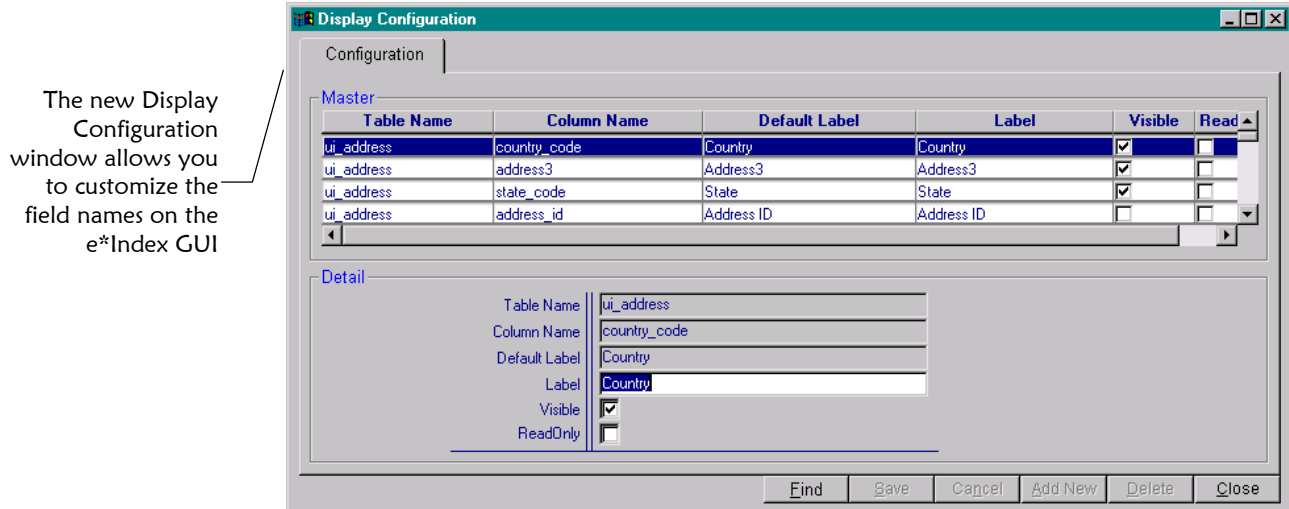 Display Configuration
Configuration
The new Display
Configuration
window allows you
to customize the
field names on the
e*Index GUI
Master
Table Name Column Name Default Label Label Visible Read
ui_address country_code Country Country
ui_address address3 Address3 Address3
ui_address state_code State State
ui_address address_id Address ID Address ID
Detail
Table Name ui_address
Column Name country_code
Default Label Country
Label Country
Visible
ReadOnly
Find Save Cancel Add New Delete Close